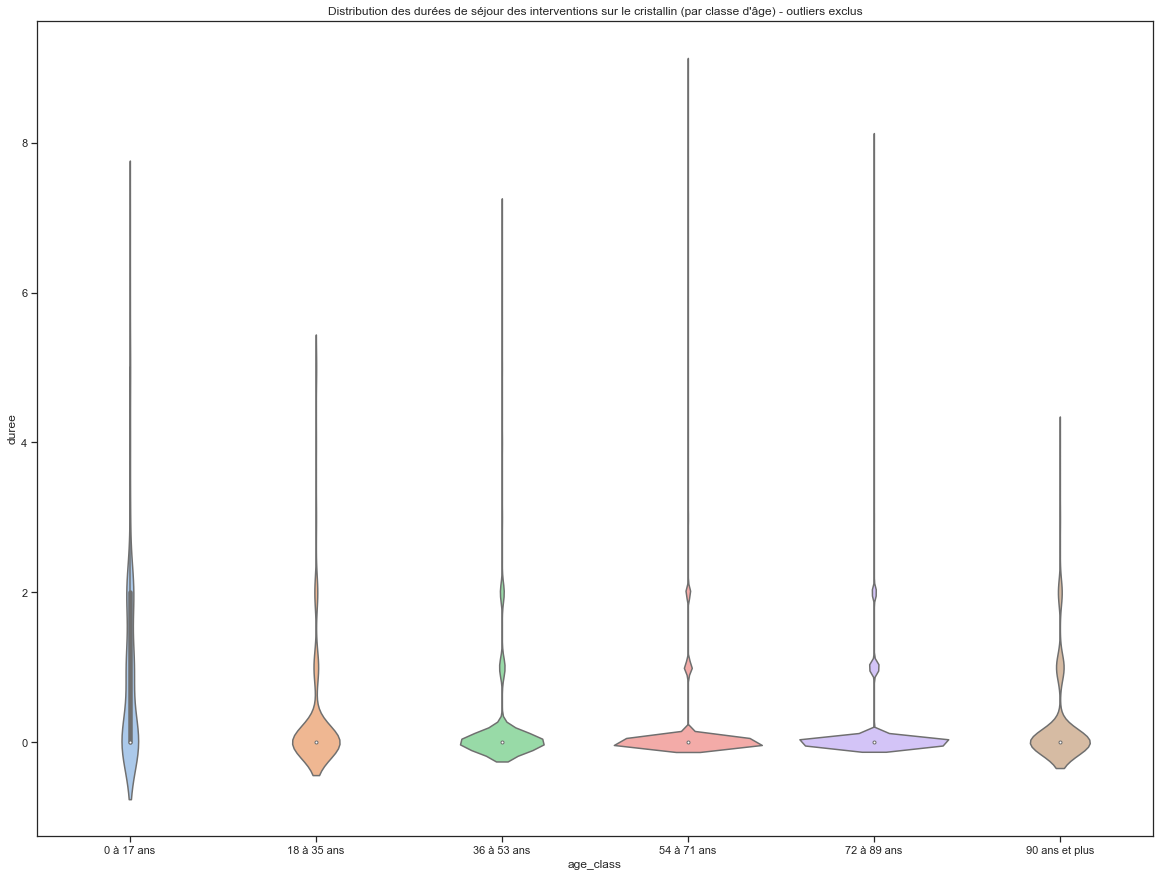 Distribution des durées de séjour des interventions sur le cristallin (par classe d'âge) - outliers exclus
8
6
4
2
0
duree
0 à 17 ans
18 à 35 ans
36 à 53 ans
54 à 71 ans
72 à 89 ans
90 ans et plus
age_class